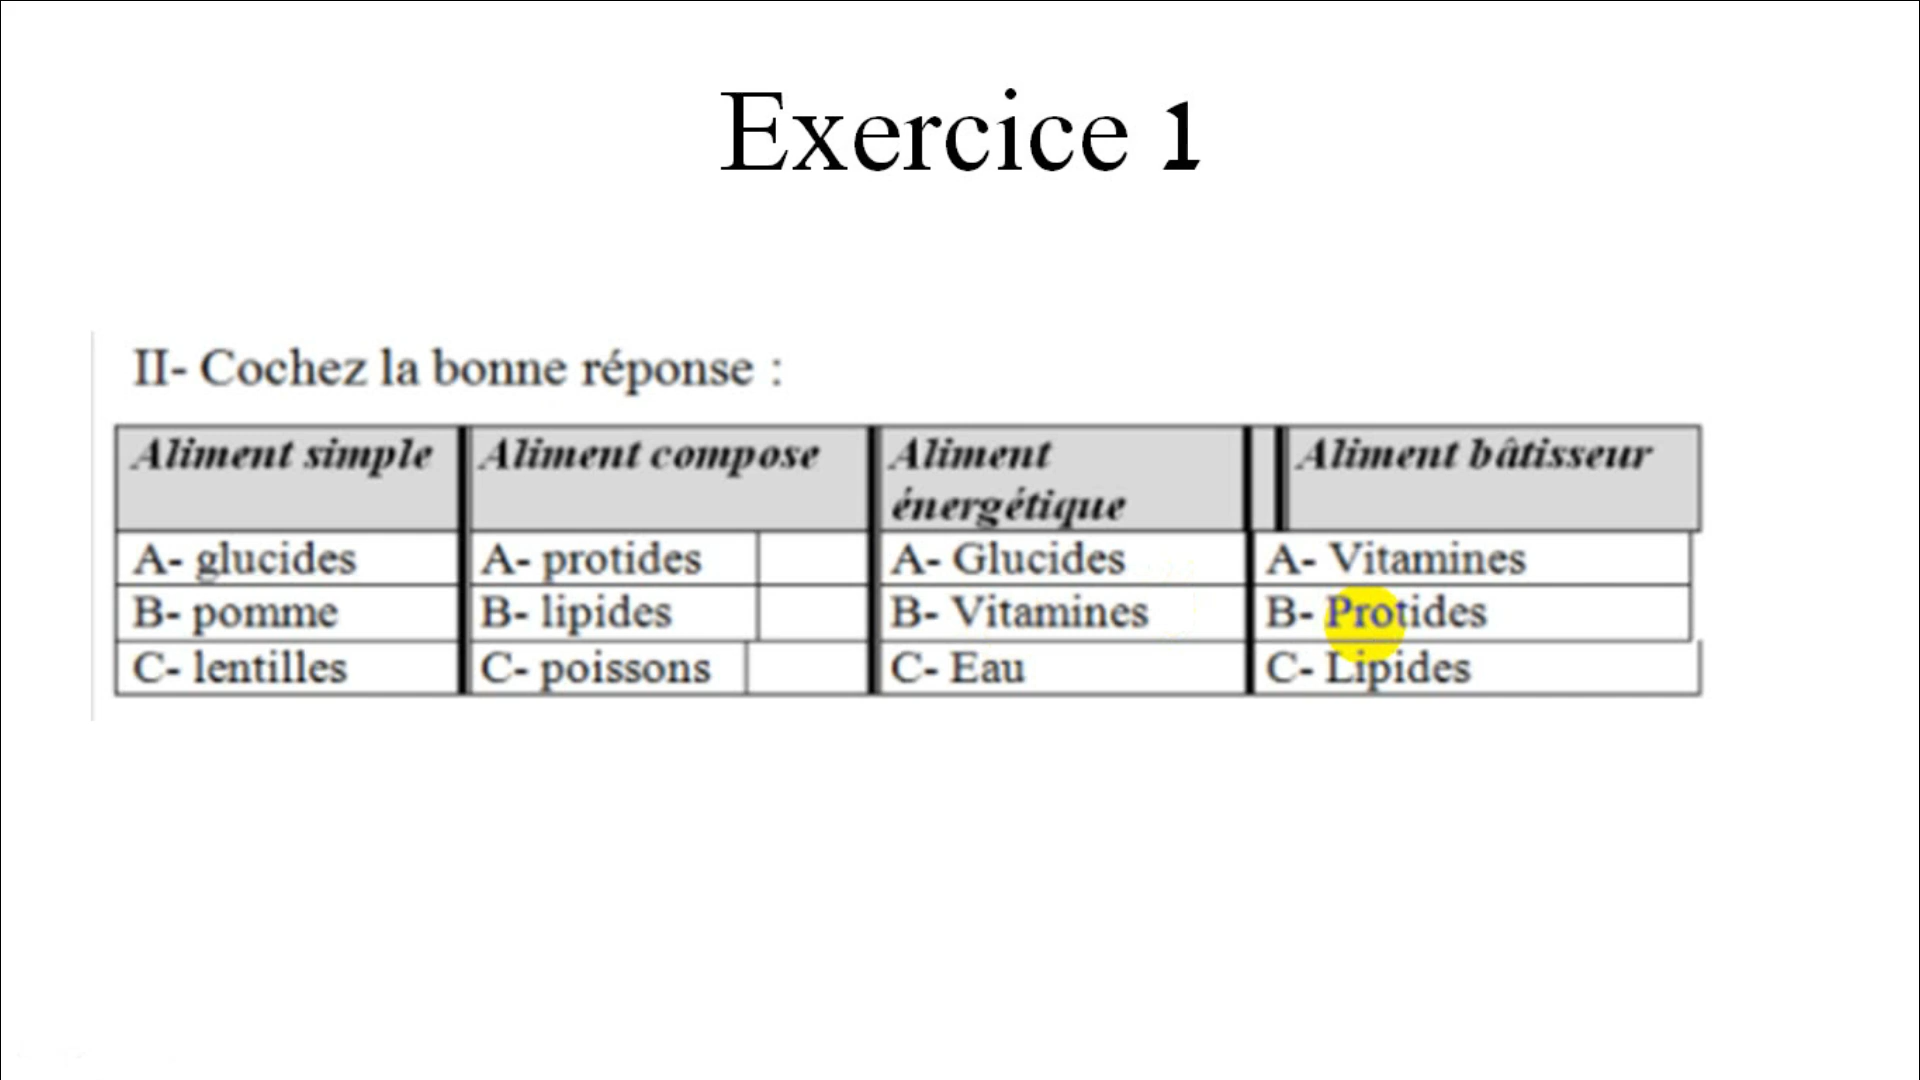 Exercice 1
II- Cochez la bonne réponse :
Aliment simple Aliment compose Aliment énergétique Aliment bâtisseur
A- glucides A- protides A- Glucides A- Vitamines
B- pomme B- lipides B- Vitamines B- Protides
C- lentilles C- poissons C- Eau C- Lipides